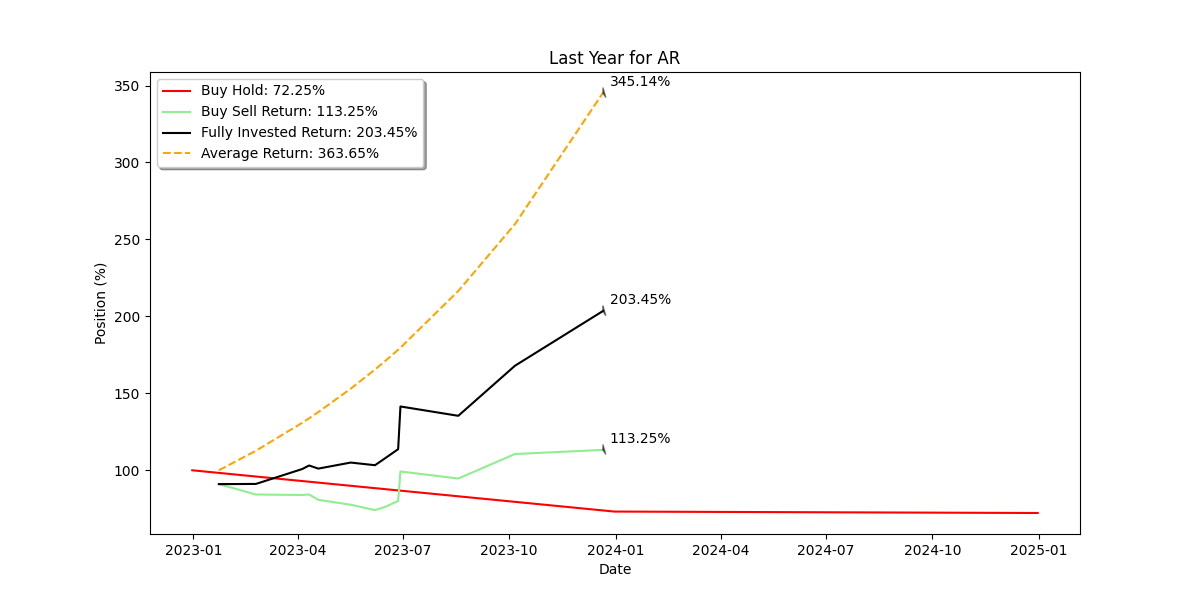 Last Year for AR
Buy Hold: 72.25%
Buy Sell Return: 113.25%
Fully Invested Return: 203.45%
Average Return: 363.65%
345.14%
203.45%
113.25%
Position (%)
350
300
250
200
150
100
2023-01 2023-04 2023-07 2023-10 2024-01 2024-04 2024-07 2024-10 2025-01
Date